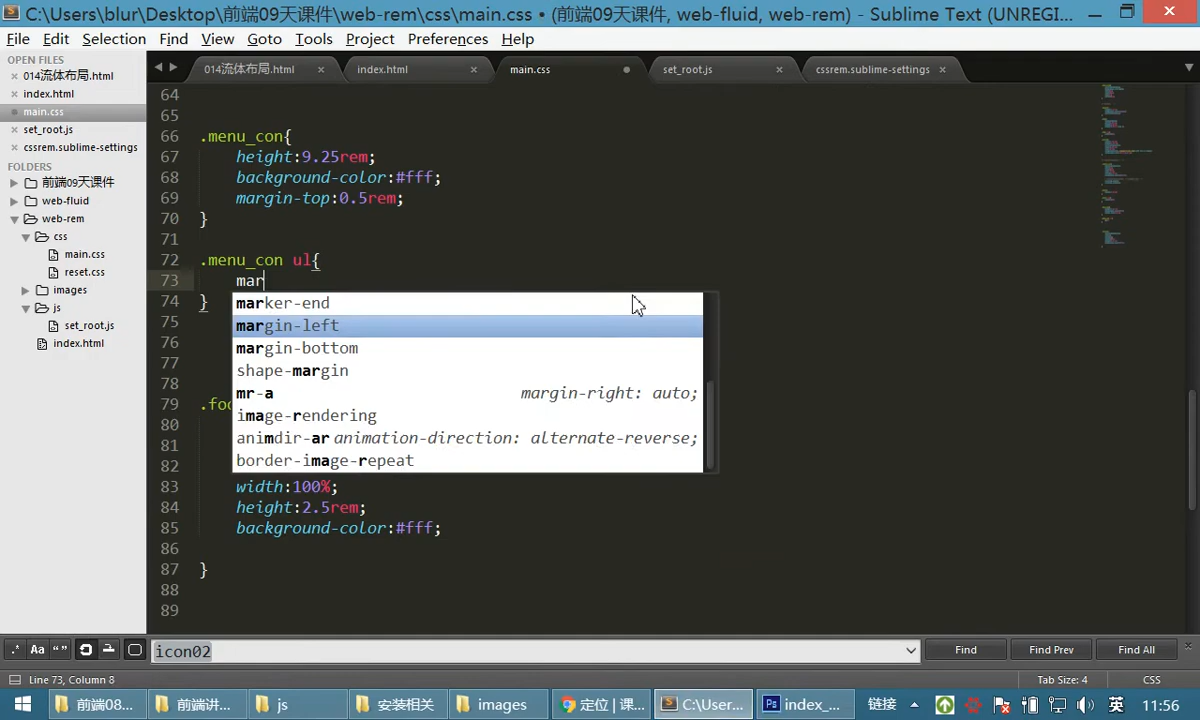 C:\Users\blur\Desktop\前端09天课件\web-rem\css\main.css • (前端09天课件, web-fluid, web-rem) - Sublime Text (UNREGI...
File Edit Selection Find View Goto Tools Project Preferences Help
OPEN FILES
014流体布局.html
index.html
main.css
set_root.js
cssrem.sublime-settings
FOLDERS
前端09天课件
web-fluid
web-rem
css
main.css
reset.css
images
js
set_root.js
index.html
014流体布局.html
index.html
main.css
set_root.js
cssrem.sublime-settings
64
65
66 .menu_con{
67 height:9.25rem;
68 background-color:#fff;
69 margin-top:0.5rem;
70 }
71
72 .menu_con ul{
73 mar
74 }
75
76
77
78
79 .foo
80
81
82
83 width:100%;
84 height:2.5rem;
85 background-color:#fff;
86
87 }
88
89
marker-end
margin-left
margin-bottom
shape-margin
mr-a margin-right: auto;
image-rendering
animdir-ar animation-direction: alternate-reverse;
border-image-repeat
.* Aa “ ” icon02 Find Find Prev Find All
Line 73, Column 8 Tab Size: 4 CSS
前端08... 前端讲... js 安装相关 images 定位 | 课... C:\User... Ps index_... 链接 英 11:56